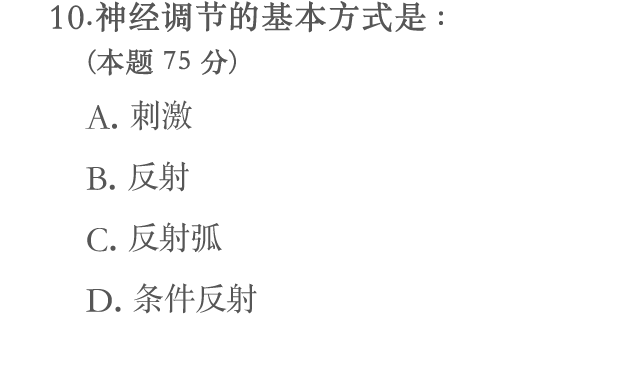 10.神经调节的基本方式是：
（本题 75 分）
A. 刺激
B. 反射
C. 反射弧
D. 条件反射